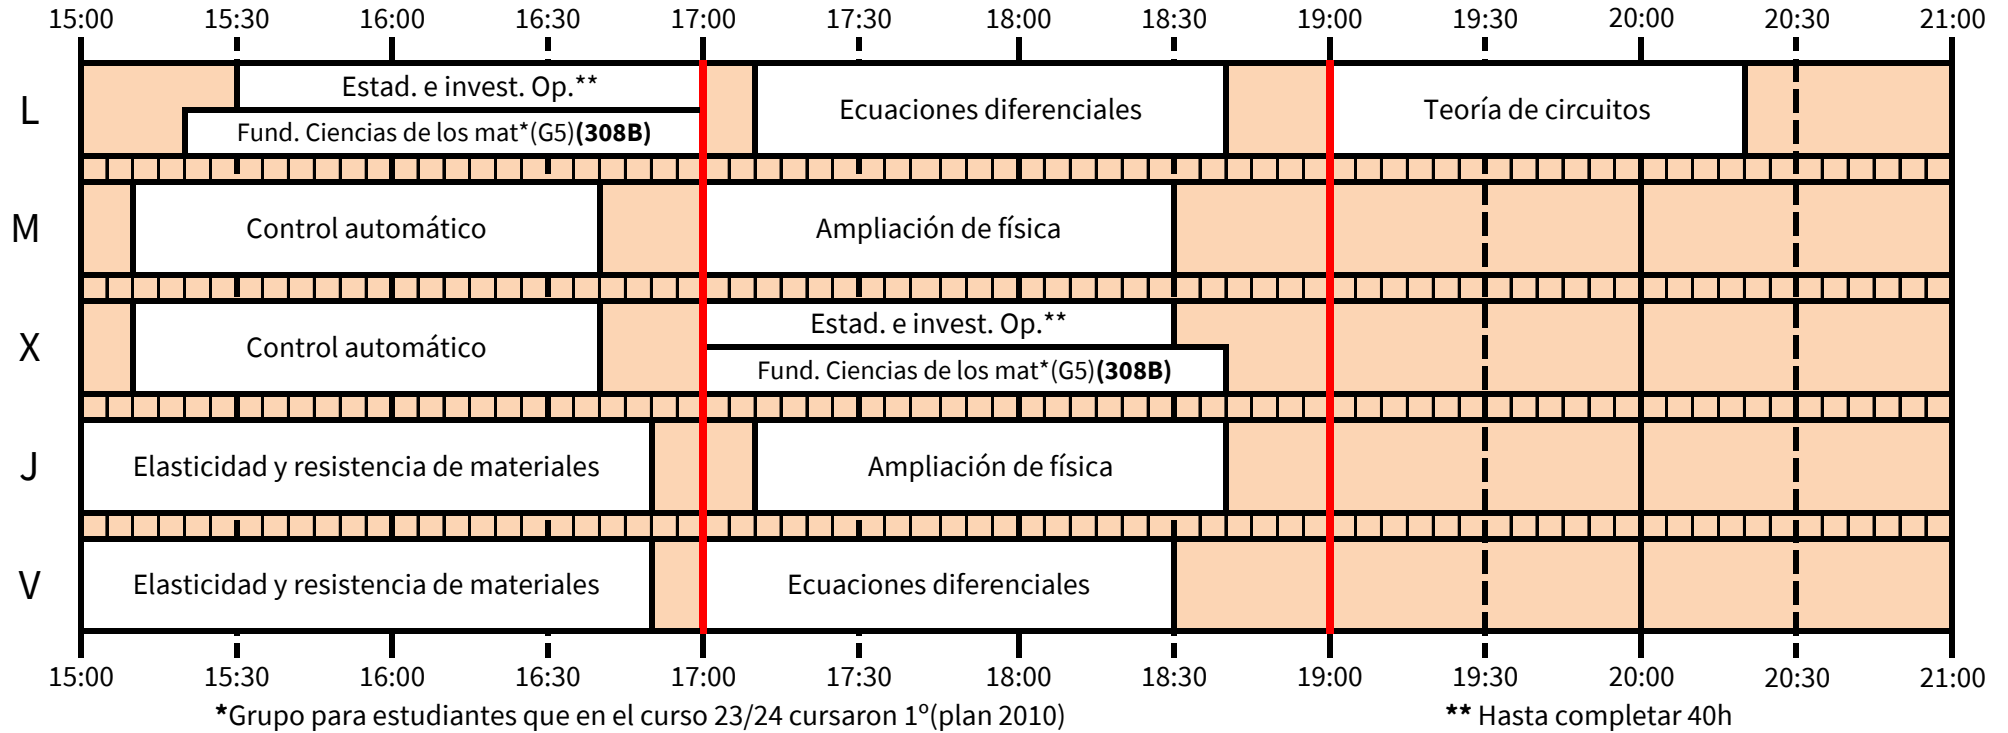 15:00 15:30 16:00 16:30 17:00 17:30 18:00 18:30 19:00 19:30 20:00 20:30 21:00
L
Estad. e invest. Op.**
Fund. Ciencias de los mat*(G5)(308B)
Ecuaciones diferenciales
Teoría de circuitos
M
Control automático
Ampliación de física
X
Control automático
Estad. e invest. Op.**
Fund. Ciencias de los mat*(G5)(308B)
J
Elasticidad y resistencia de materiales
Ampliación de física
V
Elasticidad y resistencia de materiales
Ecuaciones diferenciales
15:00 15:30 16:00 16:30 17:00 17:30 18:00 18:30 19:00 19:30 20:00 20:30 21:00
*Grupo para estudiantes que en el curso 23/24 cursaron 1º(plan 2010)
** Hasta completar 40h